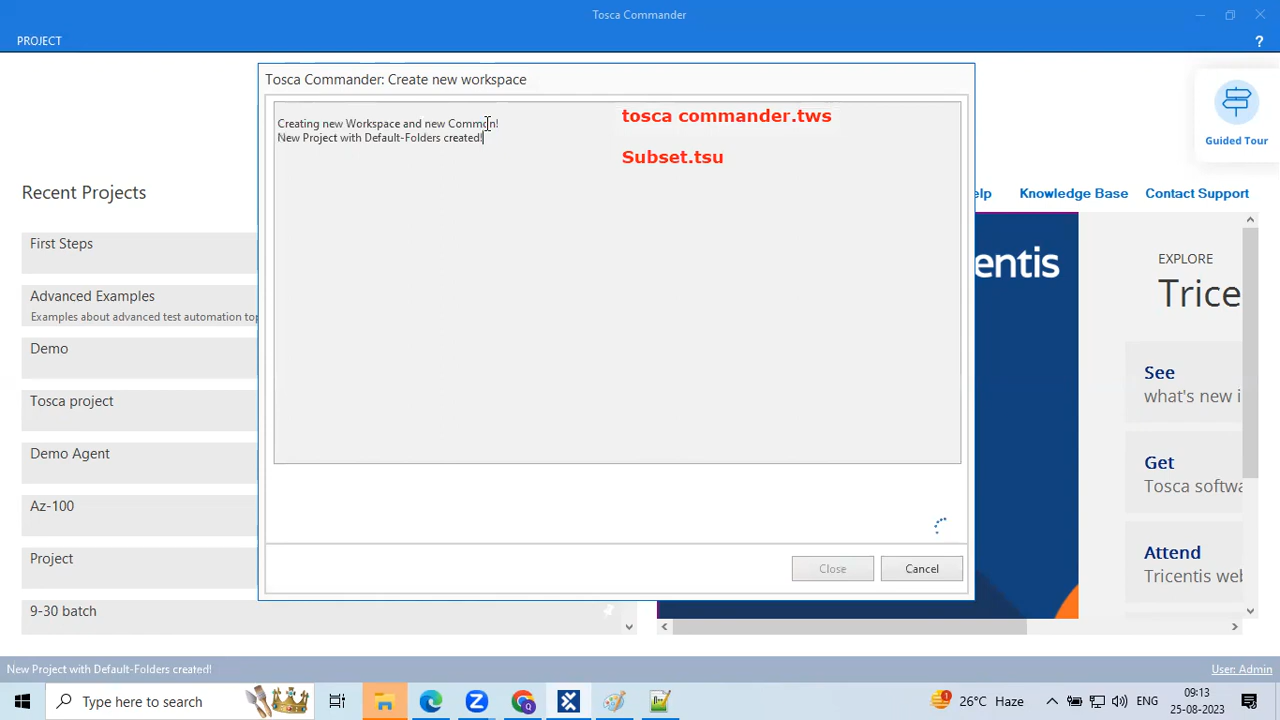 Tosca Commander
PROJECT
?
Tosca Commander: Create new workspace
Creating new Workspace and new Common!
New Project with Default-Folders created!
tosca commander.tws
Subset.tsu
Guided Tour
Recent Projects
Knowledge Base
Contact Support
First Steps
Advanced Examples
Examples about advanced test automation
Demo
Tosca project
Demo Agent
Az-100
Project
9-30 batch
entis
EXPLORE
Trice
See
what's new i
Get
Tosca softw
Attend
Tricentis web
Close
Cancel
New Project with Default-Folders created!
User: Admin
Type here to search
1
26°C Haze
ENG
09:13
25-08-2023